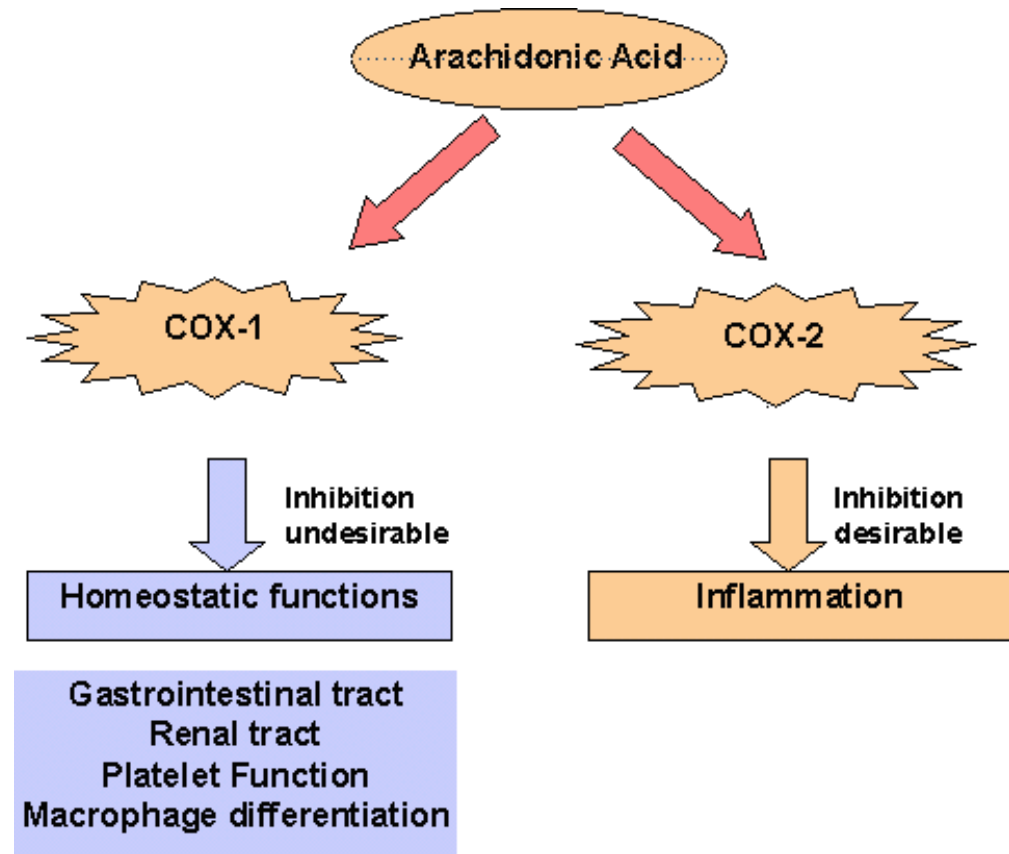 Arachidonic Acid
COX-1
COX-2
Inhibition
undesirable
Inhibition
desirable
Homeostatic functions
Inflammation
Gastrointestinal tract
Renal tract
Platelet Function
Macrophage differentiation